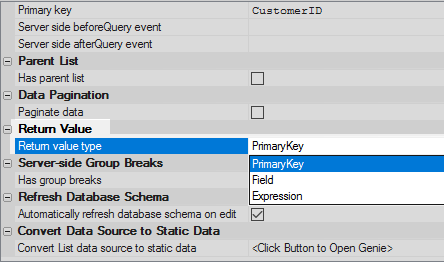 Primary key CustomerID
Server side beforeQuery event
Server side afterQuery event
Parent List
Has parent list
Data Pagination
Paginate data
Return Value
Return value type PrimaryKey
Server-side Group Breaks PrimaryKey
Has group breaks Field
Refresh Database Schema Expression
Automatically refresh database schema on edit
Convert Data Source to Static Data
Convert List data source to static data <Click Button to Open Genie>